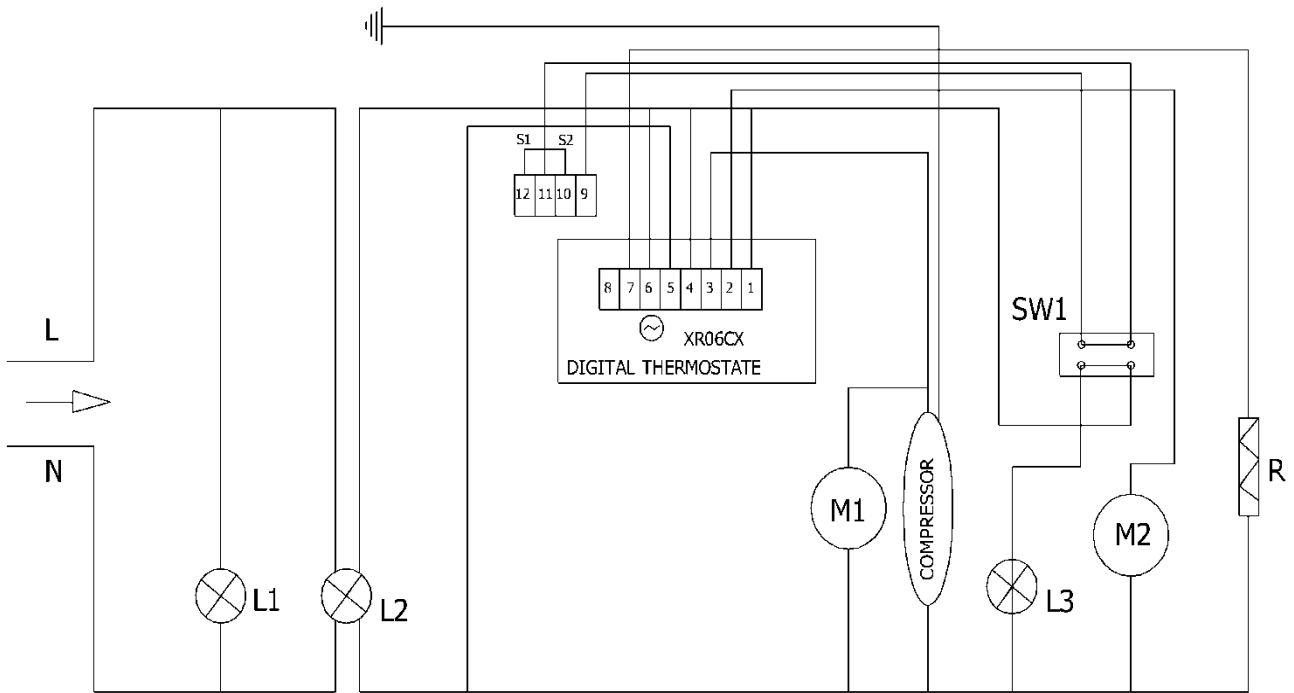 S1 S2
12 11 10 9
8 7 6 5 4 3 2 1
XR06CX
DIGITAL THERMOSTATE
SW1
L
N
M1
COMPRESSOR
M2
R
L1
L2
L3